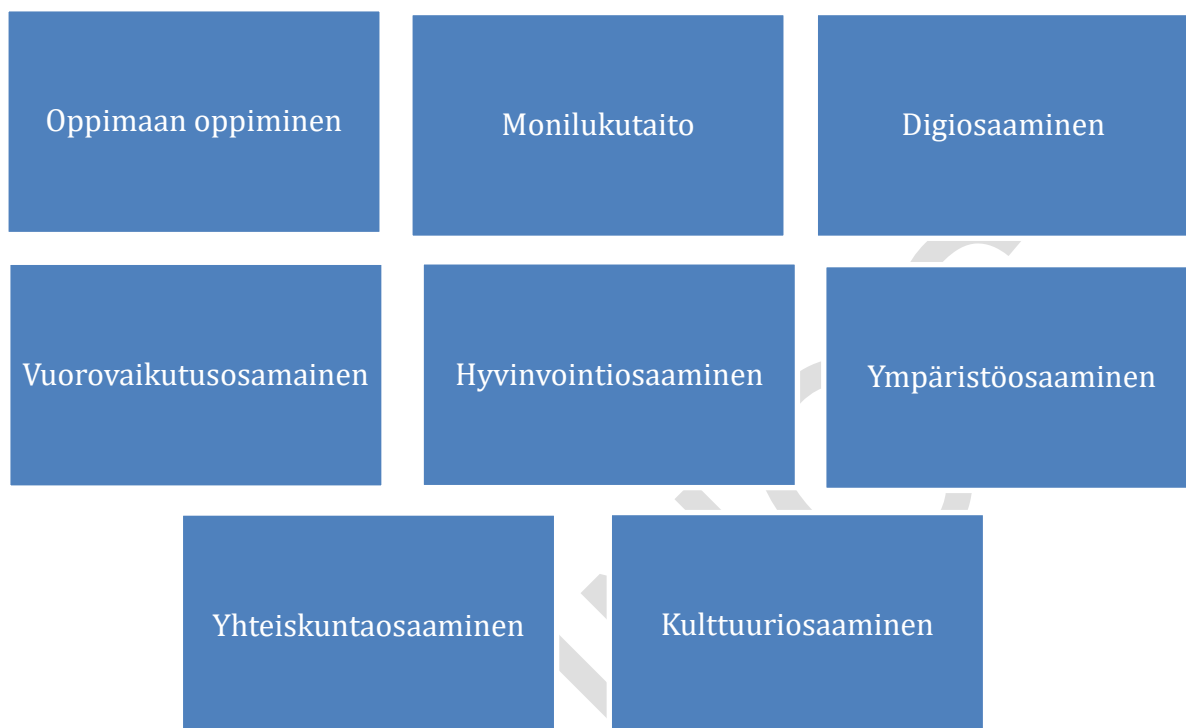 Oppimaan oppiminen
Monilukutaito
Digiosaaminen
Vuorovaikutusosamainen
Hyvinvointiosaaminen
Ympäristöosaaminen
Yhteiskuntaosaaminen
Kulttuuriosaaminen